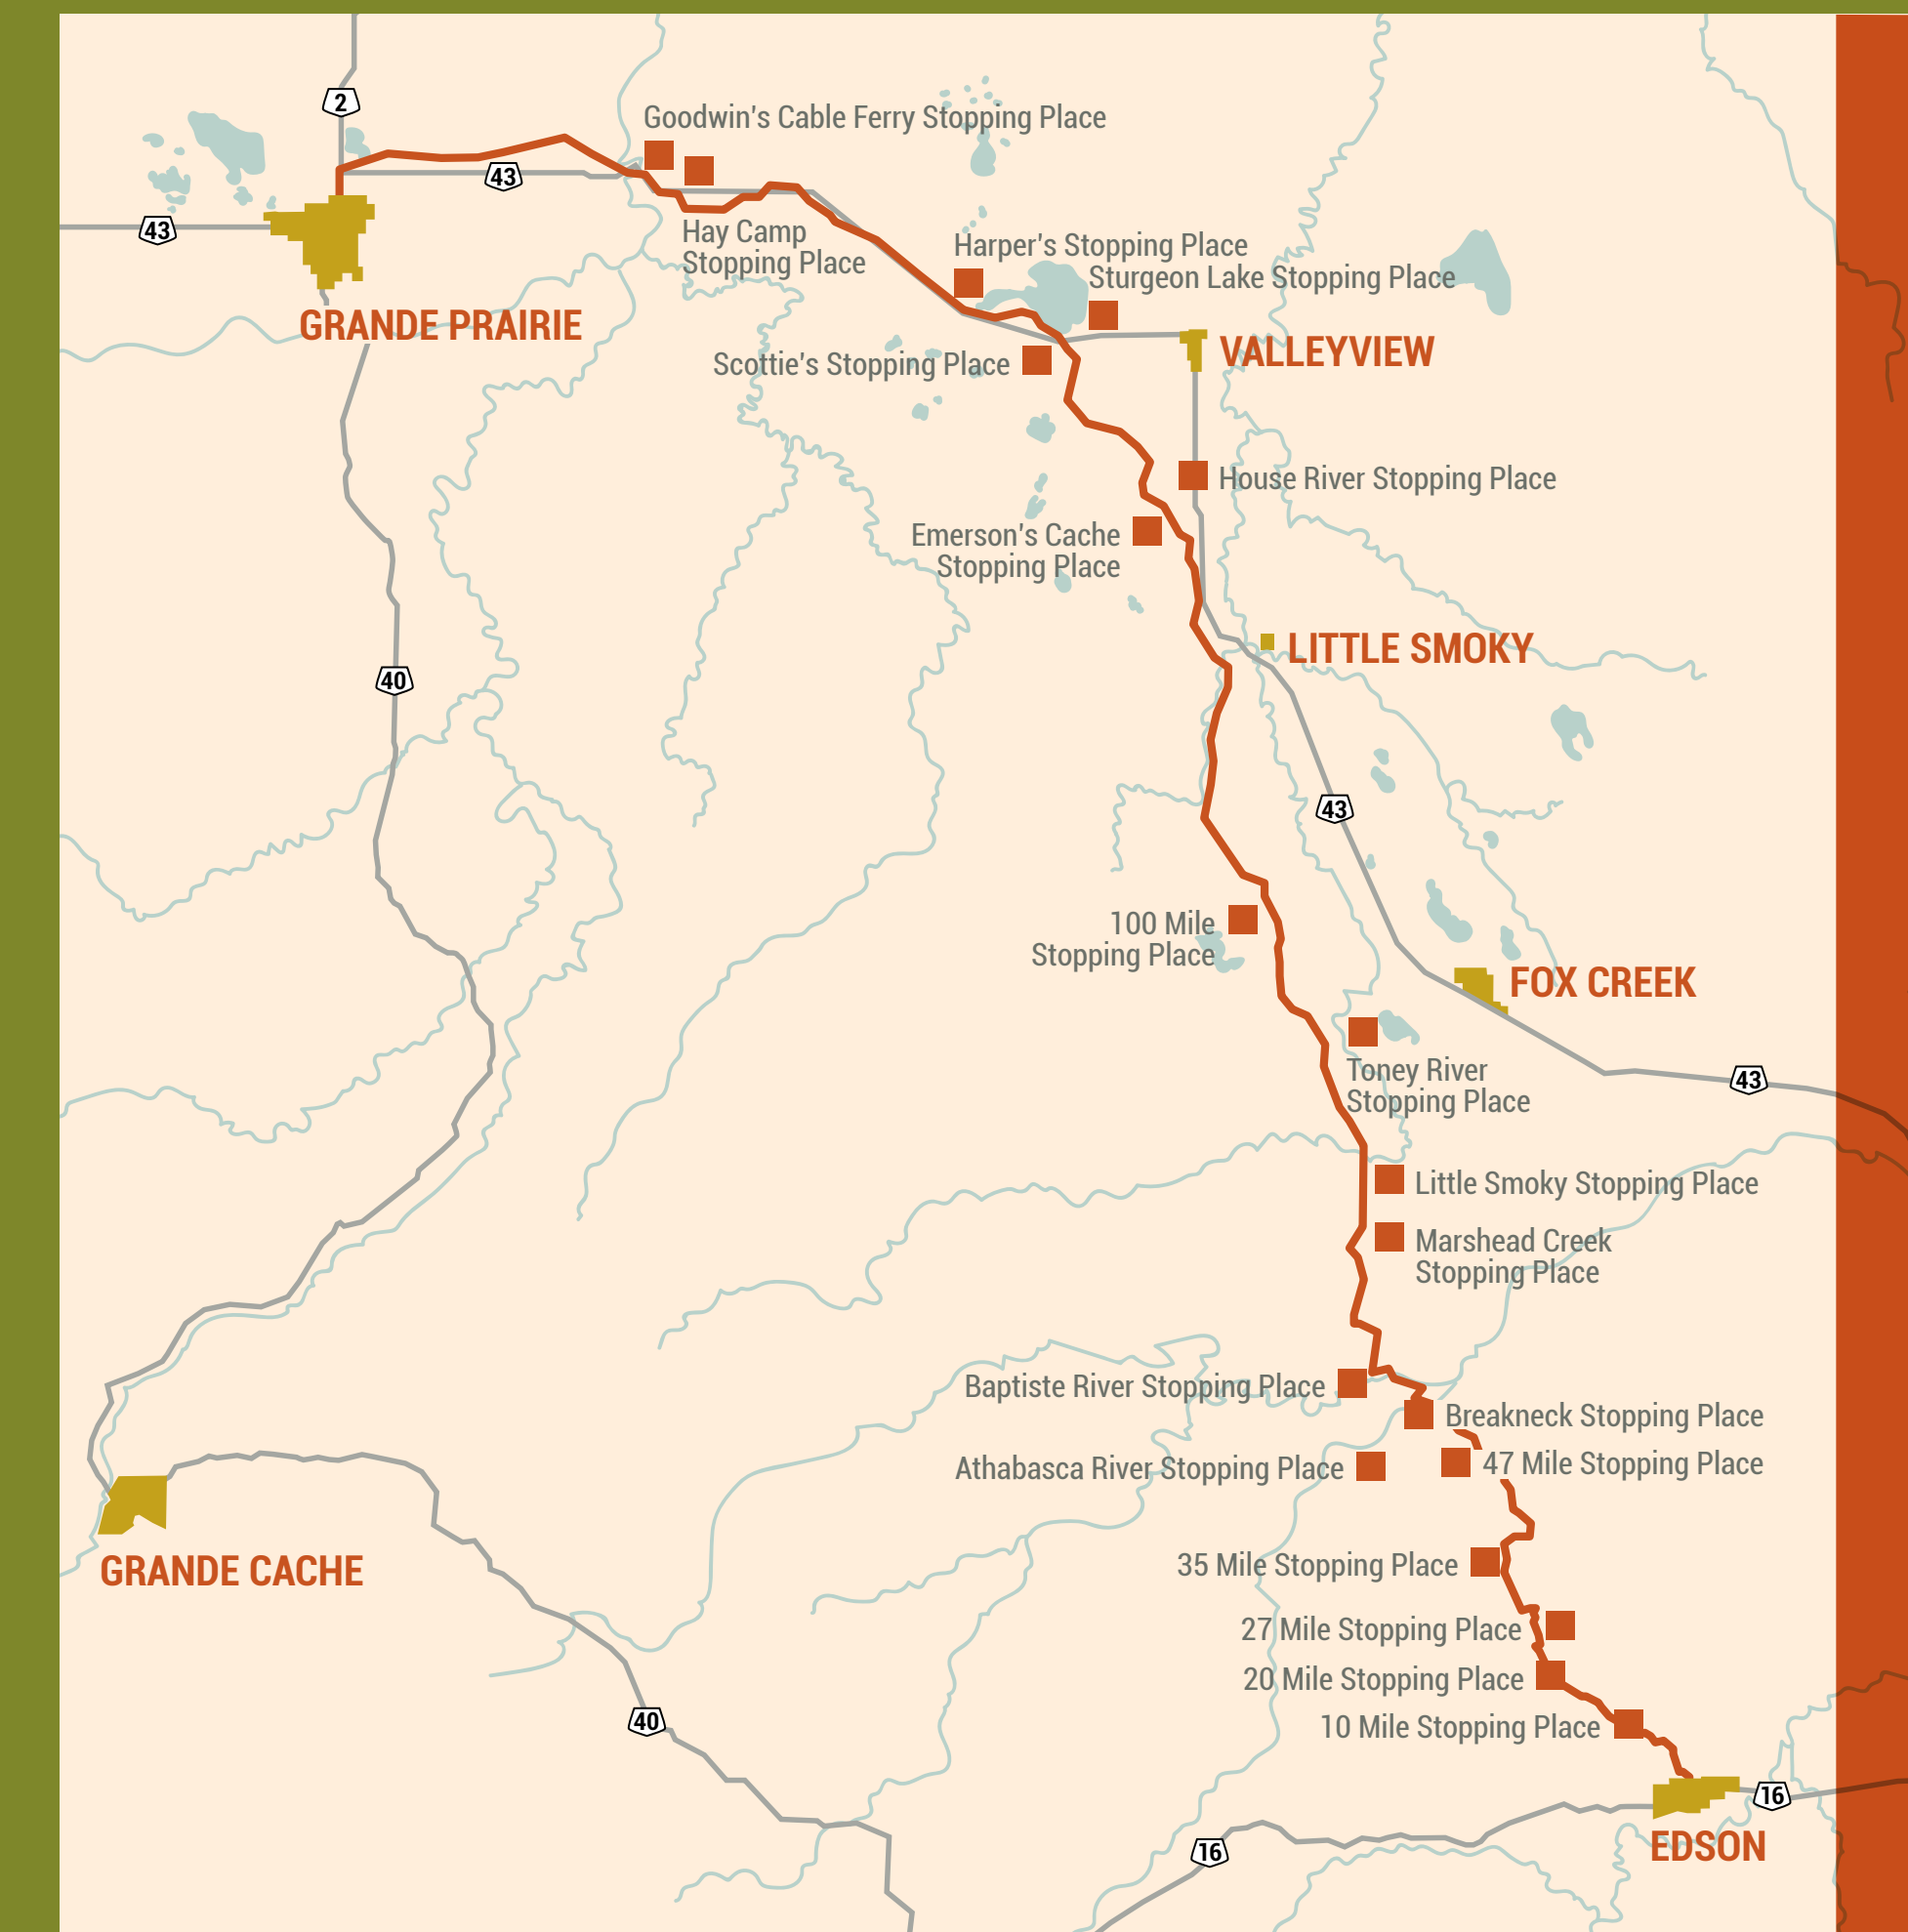 2
Goodwin's Cable Ferry Stopping Place
43
43
Hay Camp
Stopping Place
Harper's Stopping Place
Sturgeon Lake Stopping Place
GRANDE PRAIRIE
VALLEYVIEW
Scottie's Stopping Place
House River Stopping Place
Emerson's Cache
Stopping Place
LITTLE SMOKY
40
43
100 Mile
Stopping Place
FOX CREEK
Toney River
Stopping Place
43
Little Smoky Stopping Place
Marshead Creek
Stopping Place
Baptiste River Stopping Place
Breakneck Stopping Place
47 Mile Stopping Place
Athabasca River Stopping Place
GRANDE CACHE
35 Mile Stopping Place
27 Mile Stopping Place
20 Mile Stopping Place
40
10 Mile Stopping Place
16
EDSON
16